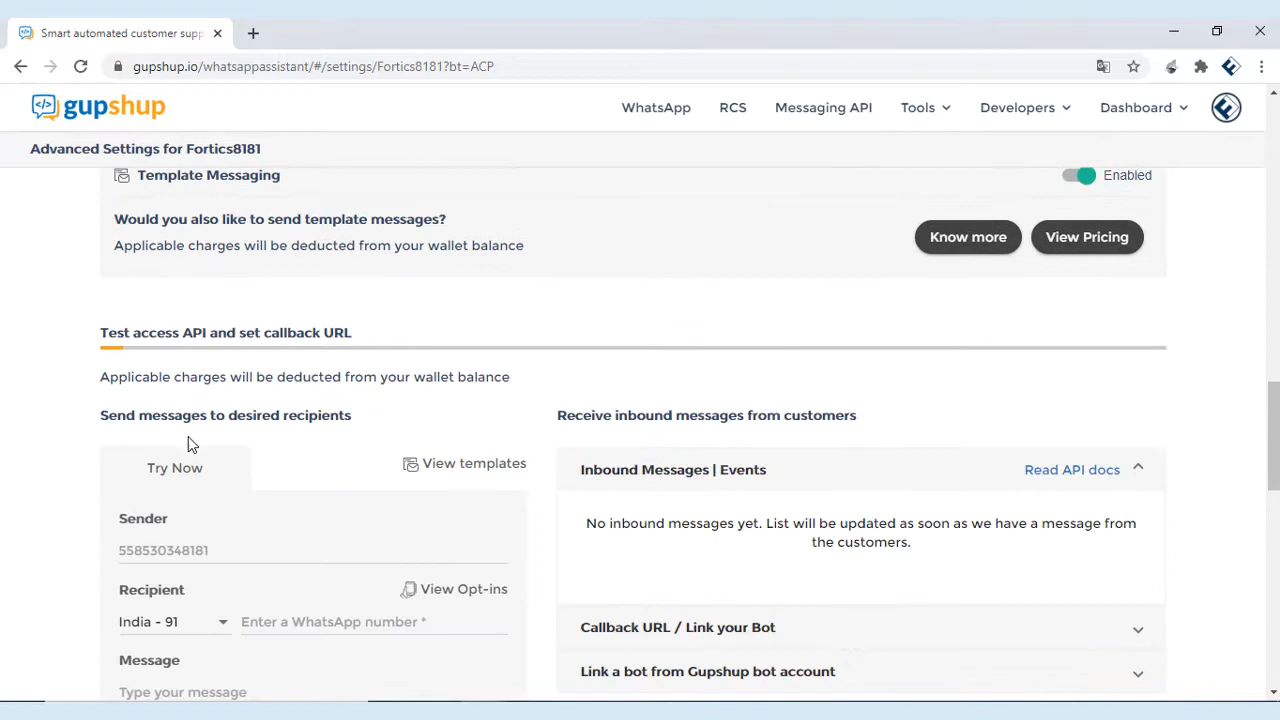 Smart automated customer supp
gupshup.io/whatsappassistant/#/settings/Fortics8181?bt=ACP
gupshup
WhatsApp
RCS
Messaging API
Tools
Developers
Dashboard
Advanced Settings for Fortics8181
Template Messaging
Enabled
Would you also like to send template messages?
Applicable charges will be deducted from your wallet balance
Know more
View Pricing
Test access API and set callback URL
Applicable charges will be deducted from your wallet balance
Send messages to desired recipients
Try Now
View templates
Sender
558530348181
Recipient
View Opt-ins
India - 91
Enter a WhatsApp number *
Message
Type your message
Receive inbound messages from customers
Inbound Messages | Events
Read API docs
No inbound messages yet. List will be updated as soon as we have a message from
the customers.
Callback URL / Link your Bot
Link a bot from Gupshup bot account